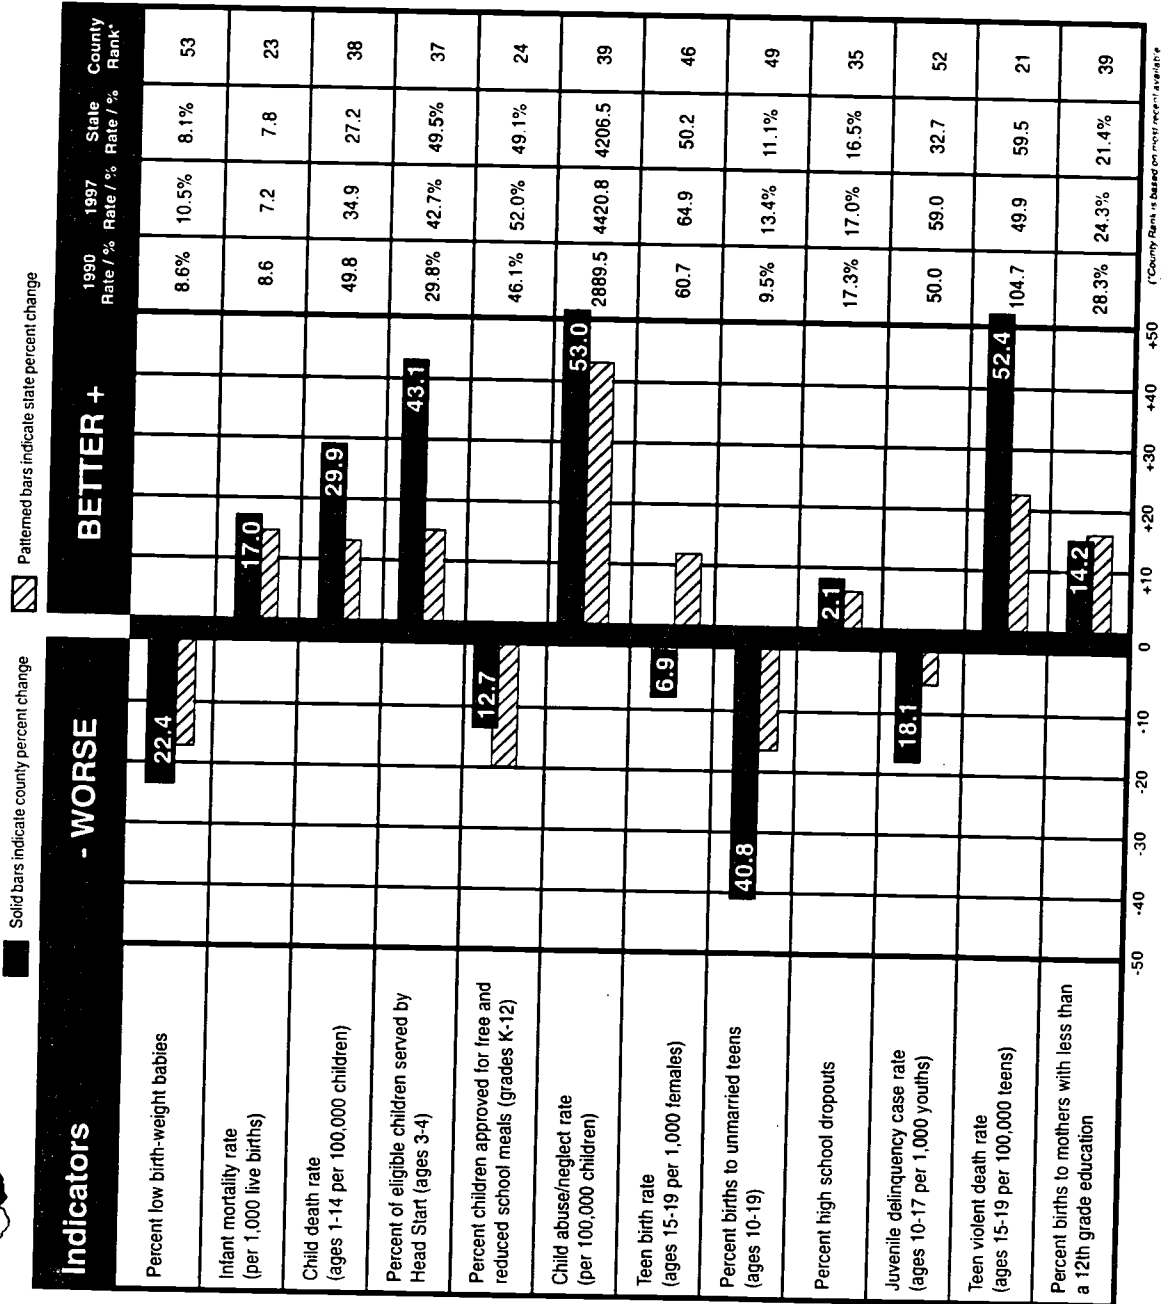 Solid bars indicate county percent change
Patterned bars indicate state percent change
Indicators
- WORSE
BETTER +
1990 Rate / %
1997 Rate / %
State Rate / %
County Rank*
Percent low birth-weight babies
22.4
8.6%
10.5%
8.1%
53
Infant mortality rate
(per 1,000 live births)
17.0
8.6
7.2
7.8
23
Child death rate
(ages 1-14 per 100,000 children)
29.9
49.8
34.9
27.2
38
Percent of eligible children served by
Head Start (ages 3-4)
43.1
29.8%
42.7%
49.5%
37
Percent children approved for free and
reduced school meals (grades K-12)
12.7
46.1%
52.0%
49.1%
24
Child abuse/neglect rate
(per 100,000 children)
53.0
2889.5
4420.8
4206.5
39
Teen birth rate
(ages 15-19 per 1,000 females)
6.9
60.7
64.9
50.2
46
Percent births to unmarried teens
(ages 10-19)
40.8
9.5%
13.4%
11.1%
49
Percent high school dropouts
2.1
17.3%
17.0%
16.5%
35
Juvenile delinquency case rate
(ages 10-17 per 1,000 youths)
18.1
50.0
59.0
32.7
52
Teen violent death rate
(ages 15-19 per 100,000 teens)
52.4
104.7
49.9
59.5
21
Percent births to mothers with less than
a 12th grade education
14.2
28.3%
24.3%
21.4%
39
-50
-40
-30
-20
-10
0
+10
+20
+30
+40
+50
(*County Rank is based on most recent available